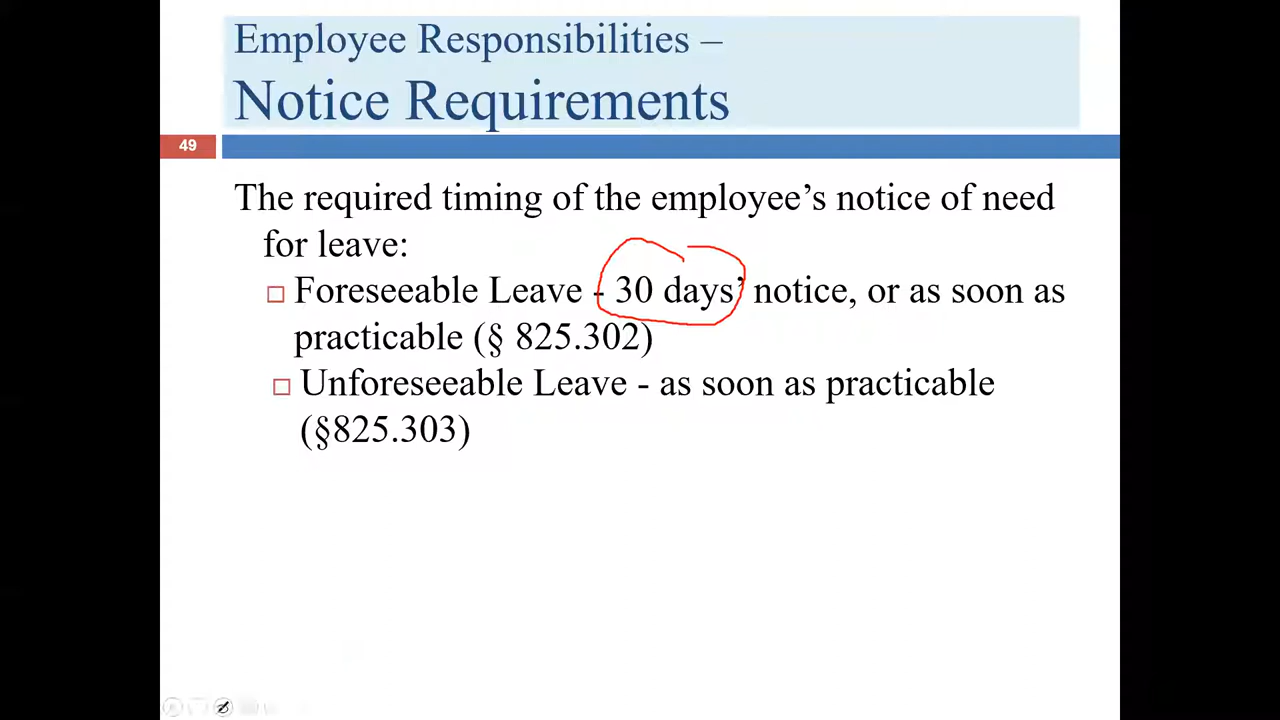 Employee Responsibilities –
Notice Requirements
49
The required timing of the employee’s notice of need
for leave:
Foreseeable Leave - 30 days’ notice, or as soon as
practicable (§ 825.302)
Unforeseeable Leave - as soon as practicable
(§825.303)